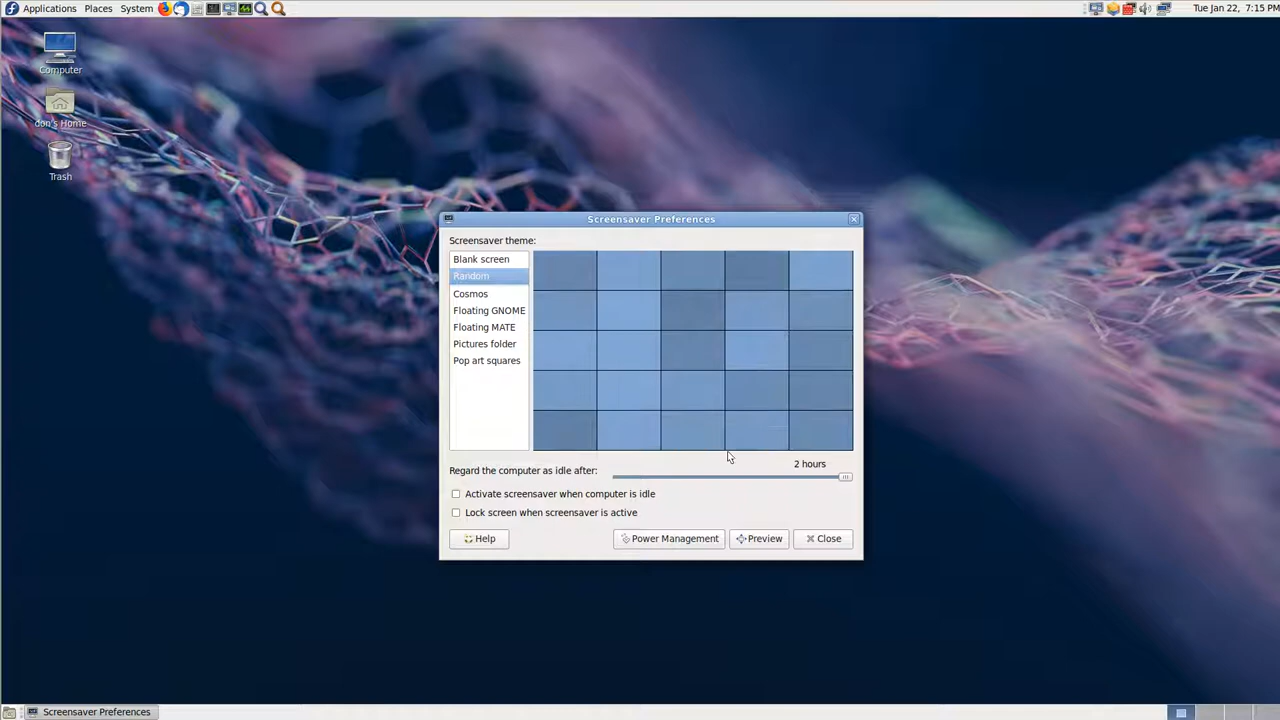 Applications Places System
Tue Jan 22, 7:15 PM
Computer
don's Home
Trash
Screensaver Preferences
Screensaver theme:
Blank screen
Random
Cosmos
Floating GNOME
Floating MATE
Pictures folder
Pop art squares
2 hours
Regard the computer as idle after:
Activate screensaver when computer is idle
Lock screen when screensaver is active
Help Power Management Preview Close
Screensaver Preferences